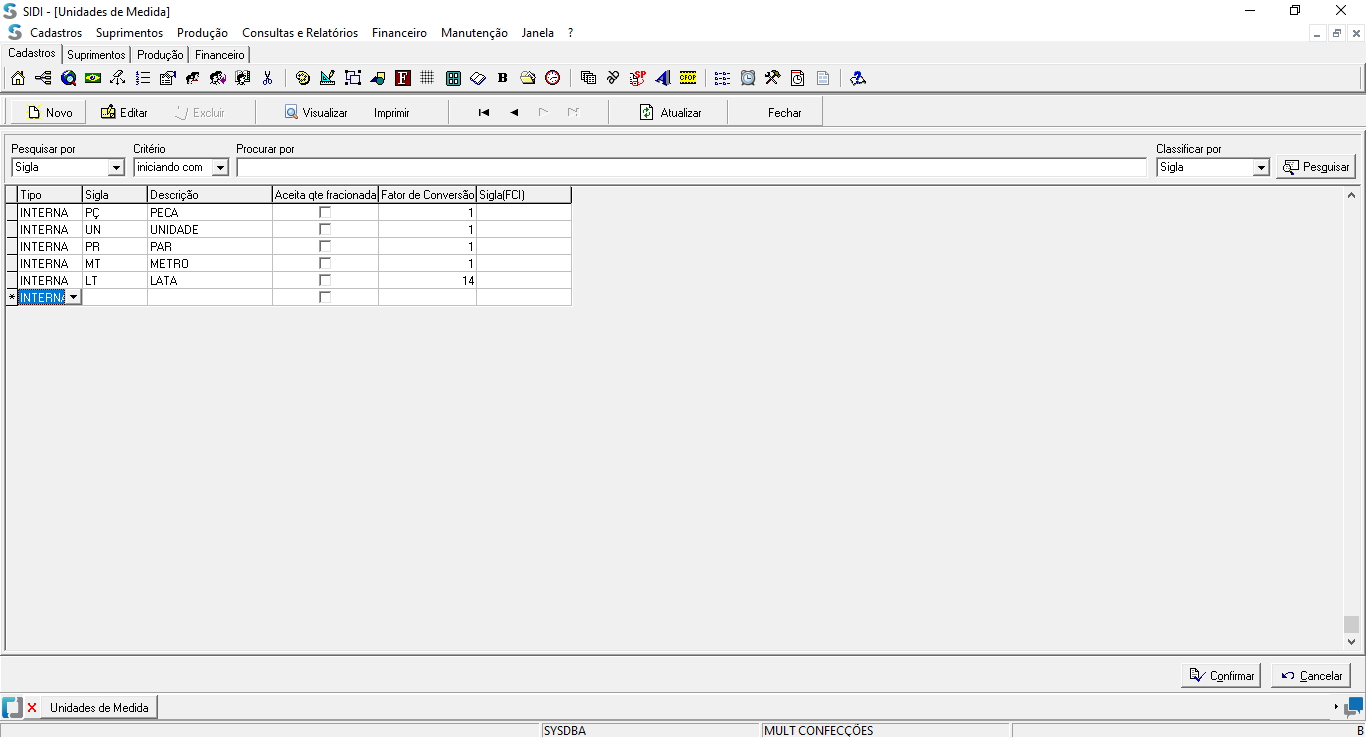 SIDI - [Unidades de Medida]
Cadastros Suprimentos Produção Consultas e Relatórios Financeiro Manutenção Janela ?
Cadastros Suprimentos Produção Financeiro
F B SP CFOP
Novo Editar Excluir Visualizar Imprimir Atualizar Fechar
Pesquisar por Critério Procurar por Classificar por
Sigla iniciando com Sigla Pesquisar
Tipo Sigla Descrição Aceita qte fracionada Fator de Conversão Sigla(FCI)
INTERNA PÇ PECA 1
INTERNA UN UNIDADE 1
INTERNA PR PAR 1
INTERNA MT METRO 1
INTERNA LT LATA 14
* INTERNA
Confirmar Cancelar
Unidades de Medida
SYSDBA MULT CONFECÇÕES B